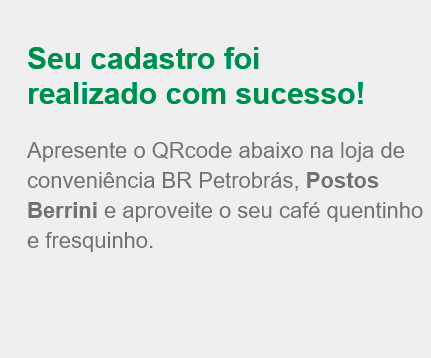 Seu cadastro foi
realizado com sucesso!
Apresente o QRcode abaixo na loja de
conveniência BR Petrobrás, Postos
Berrini e aproveite o seu café quentinho
e fresquinho.